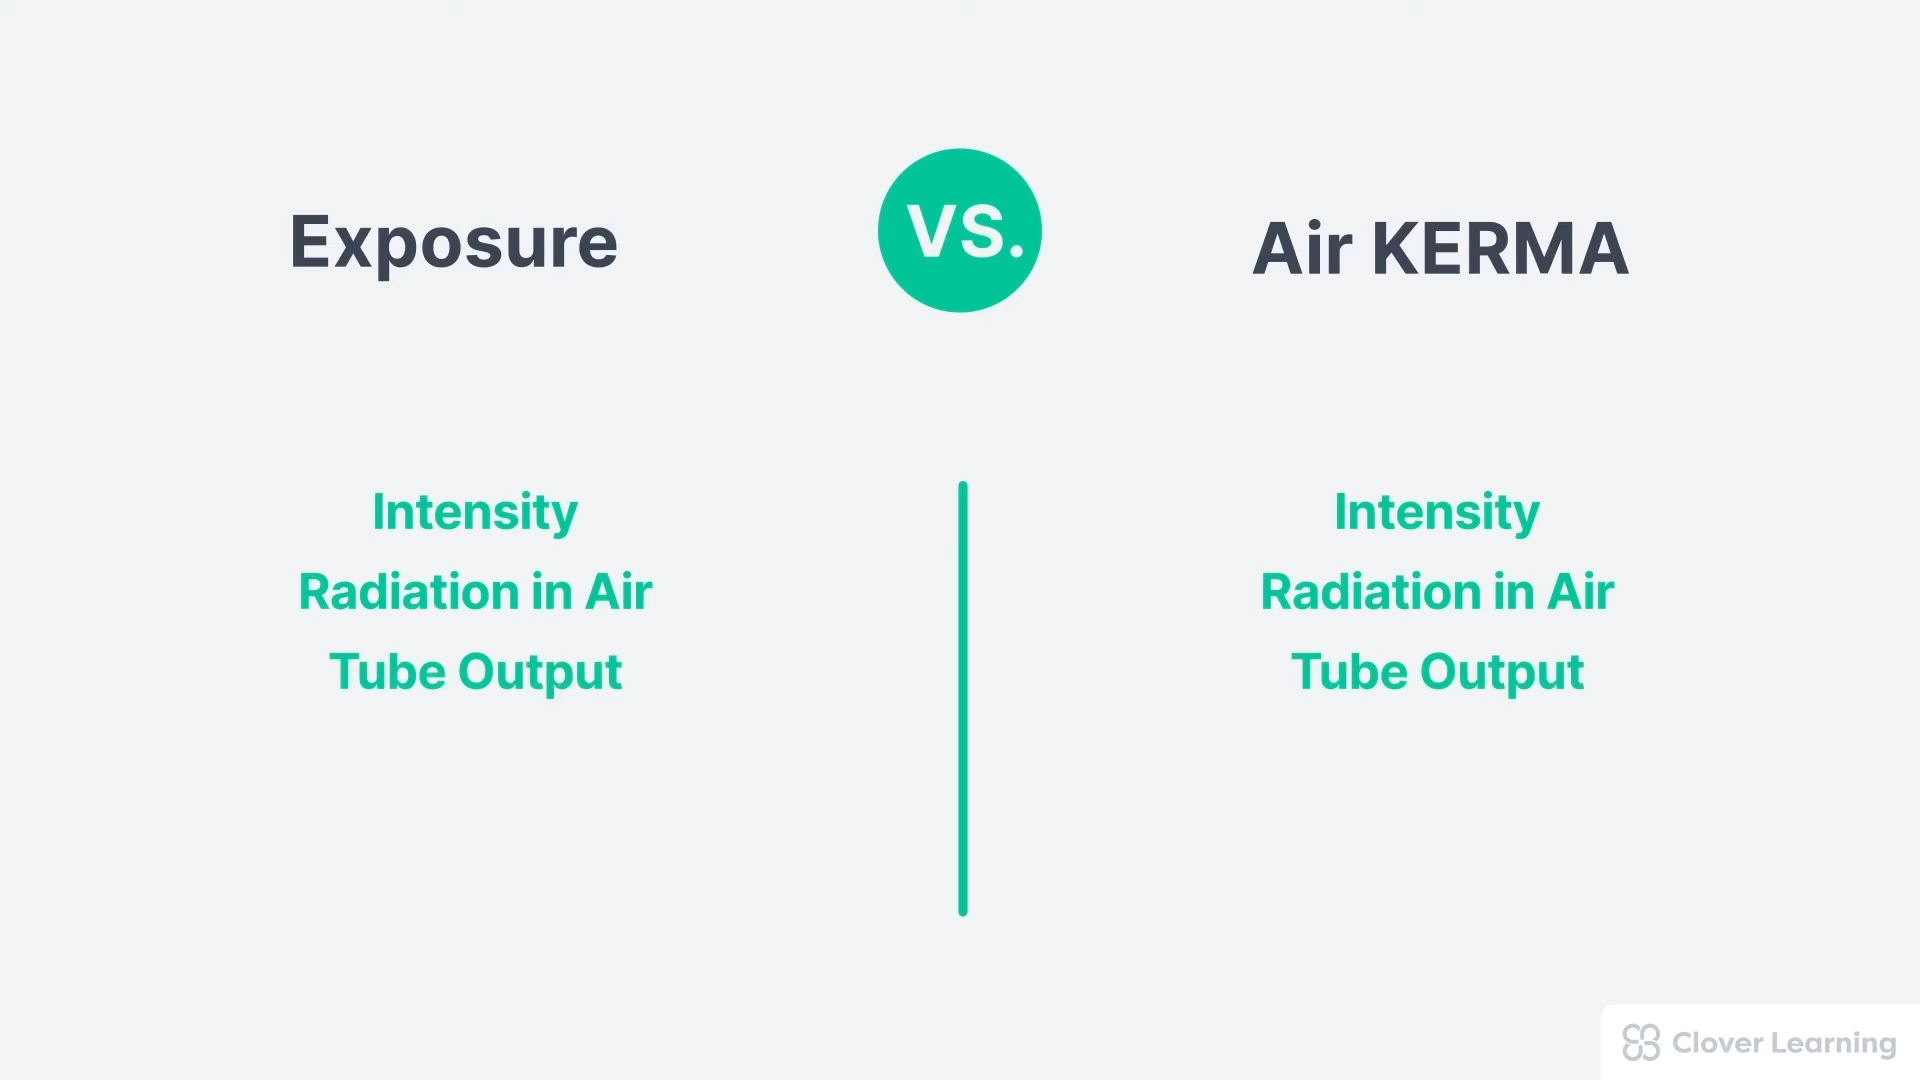 Exposure
VS.
Air KERMA
Intensity
Radiation in Air
Tube Output
Intensity
Radiation in Air
Tube Output
Clover Learning